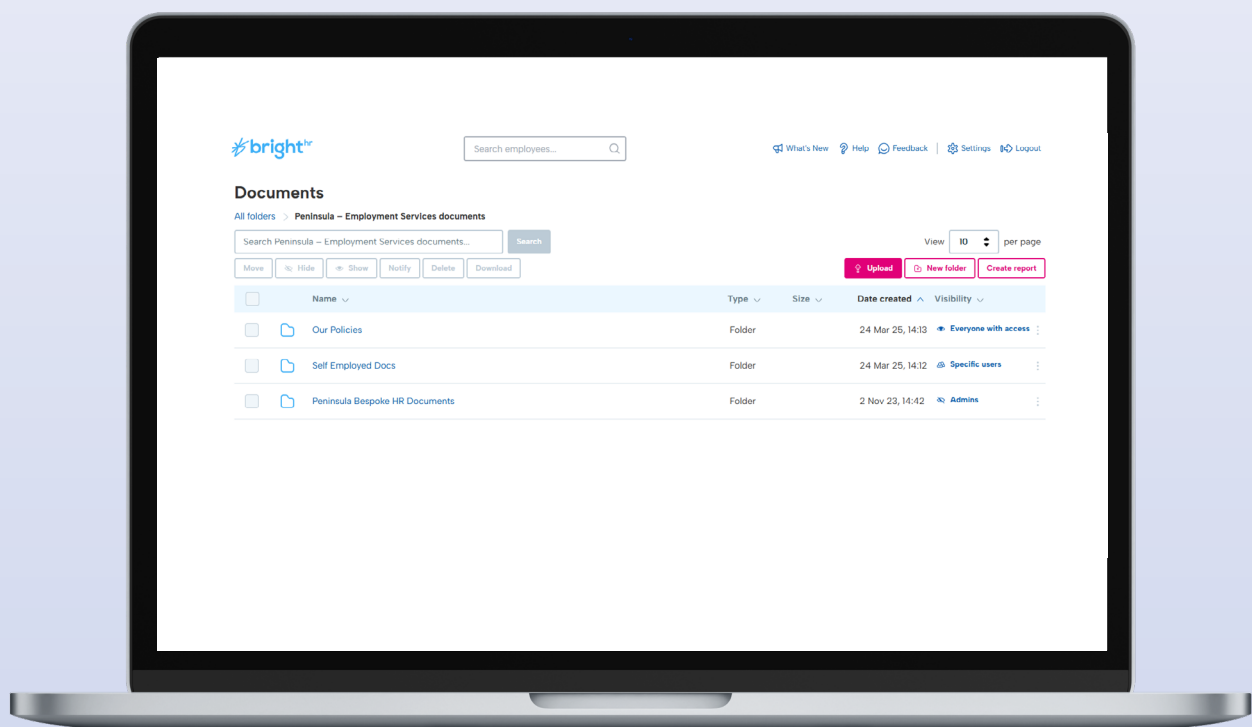 bright hr
Search employees...
What's New Help Feedback | Settings Logout
Documents
All folders > Peninsula – Employment Services documents
Search Peninsula – Employment Services documents...
Search
View 10 per page
Move Hide Show Notify Delete Download
Upload New folder Create report
Name Type Size Date created Visibility
Our Policies Folder 24 Mar 25, 14:13 Everyone with access
Self Employed Docs Folder 24 Mar 25, 14:12 Specific users
Peninsula Bespoke HR Documents Folder 2 Nov 23, 14:42 Admins